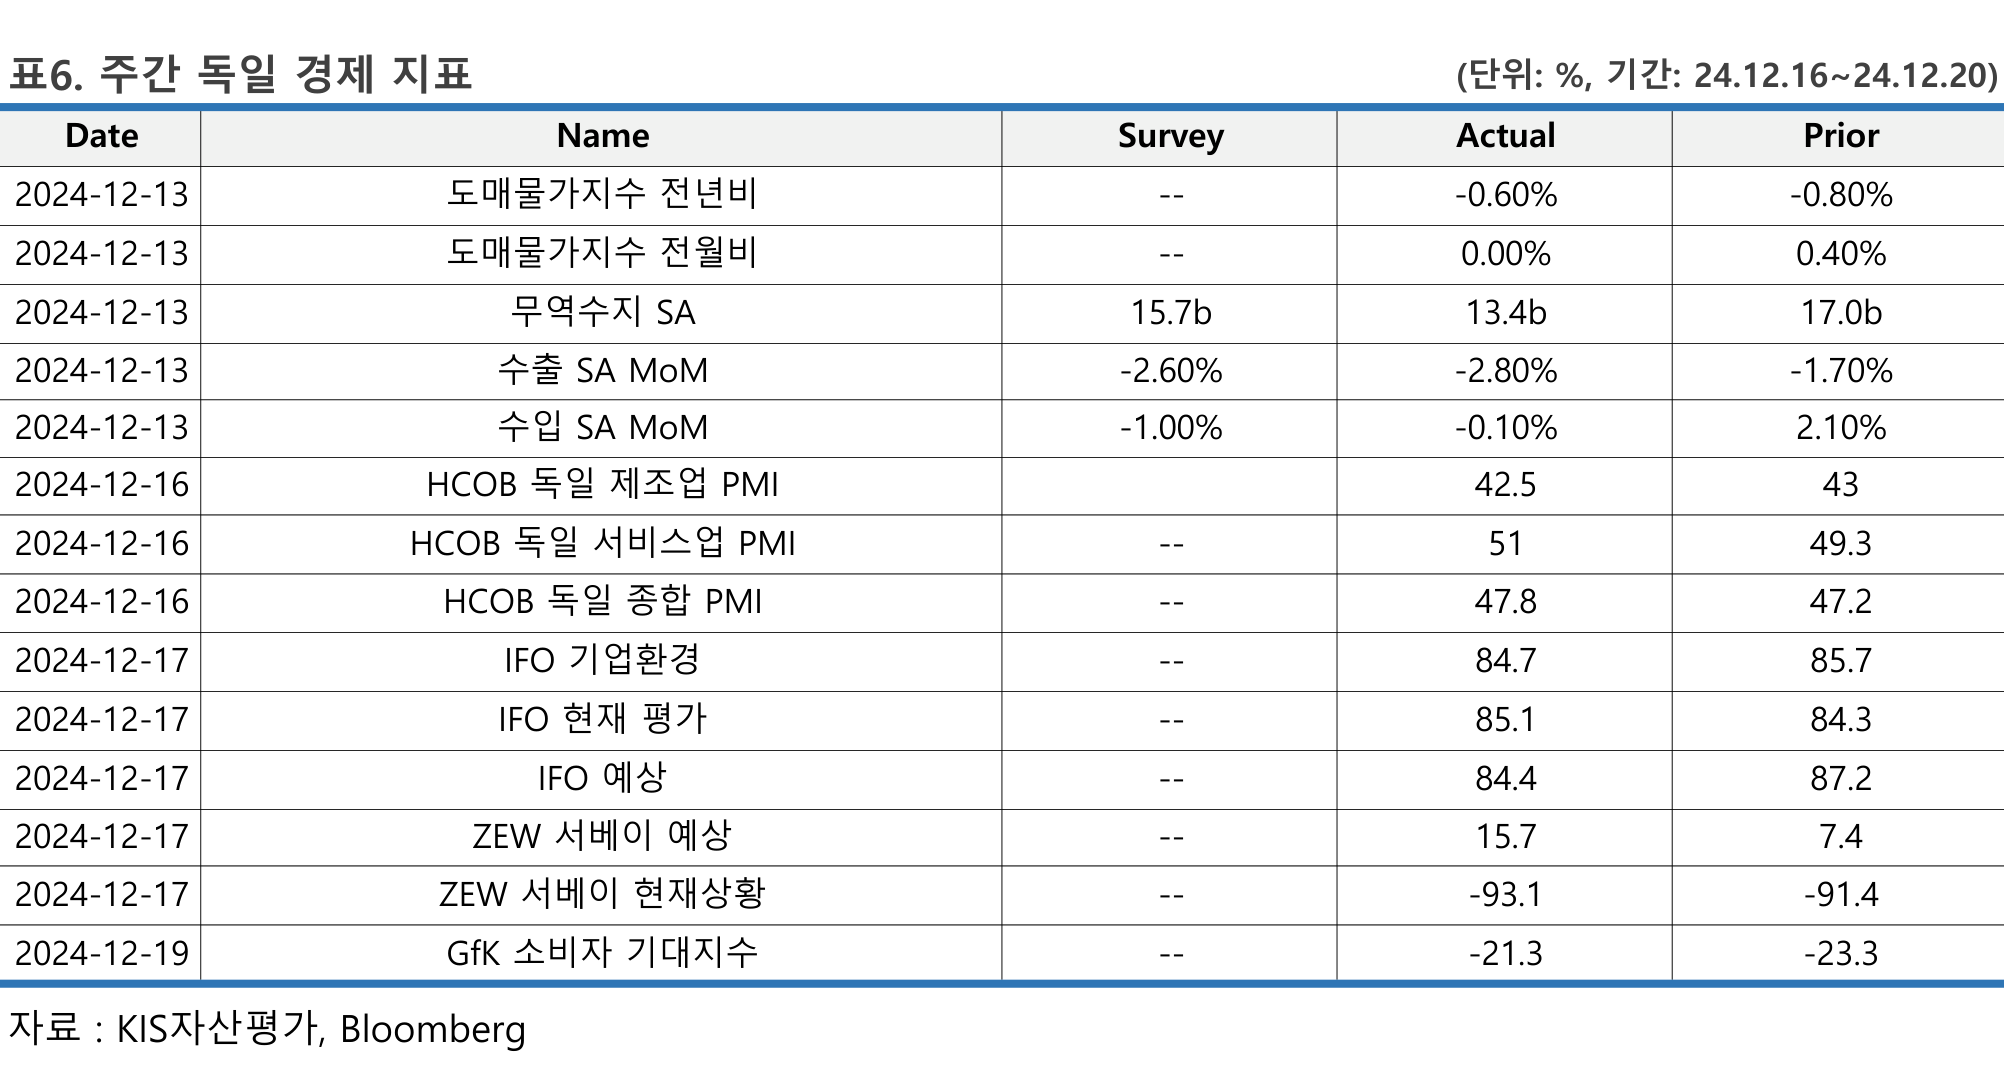 표6. 주간 독일 경제 지표 (단위: %, 기간: 24.12.16~24.12.20)
Date Name Survey Actual Prior
2024-12-13 도매물가지수 전년비 -- -0.60% -0.80%
2024-12-13 도매물가지수 전월비 -- 0.00% 0.40%
2024-12-13 무역수지 SA 15.7b 13.4b 17.0b
2024-12-13 수출 SA MoM -2.60% -2.80% -1.70%
2024-12-13 수입 SA MoM -1.00% -0.10% 2.10%
2024-12-16 HCOB 독일 제조업 PMI 42.5 43
2024-12-16 HCOB 독일 서비스업 PMI -- 51 49.3
2024-12-16 HCOB 독일 종합 PMI -- 47.8 47.2
2024-12-17 IFO 기업환경 -- 84.7 85.7
2024-12-17 IFO 현재 평가 -- 85.1 84.3
2024-12-17 IFO 예상 -- 84.4 87.2
2024-12-17 ZEW 서베이 예상 -- 15.7 7.4
2024-12-17 ZEW 서베이 현재상황 -- -93.1 -91.4
2024-12-19 GfK 소비자 기대지수 -- -21.3 -23.3
자료 : KIS자산평가, Bloomberg